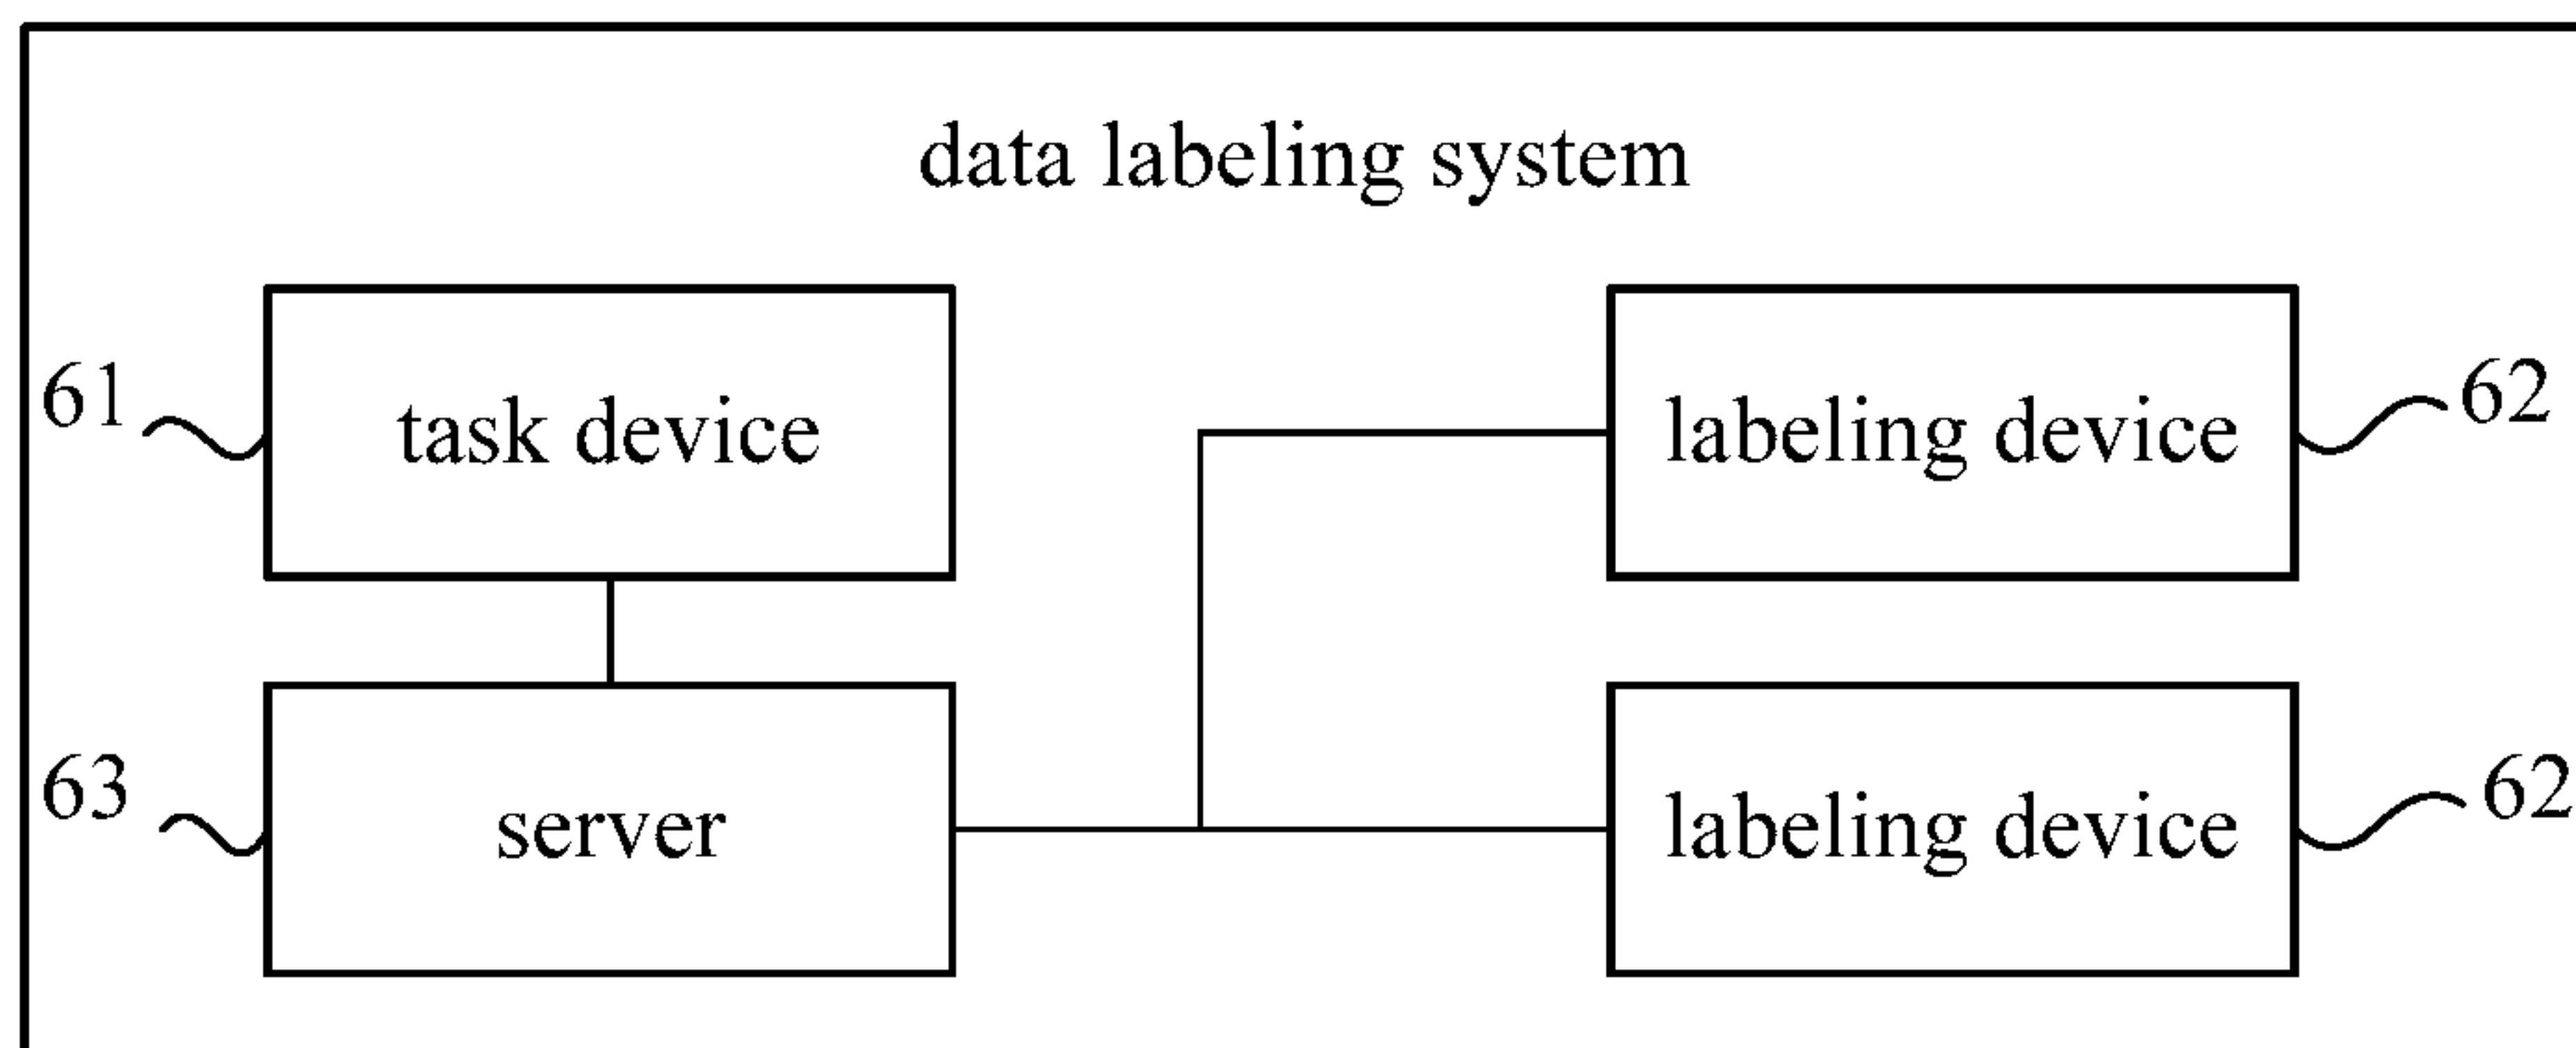 data labeling system
61
task device
labeling device
62
63
server
labeling device
62